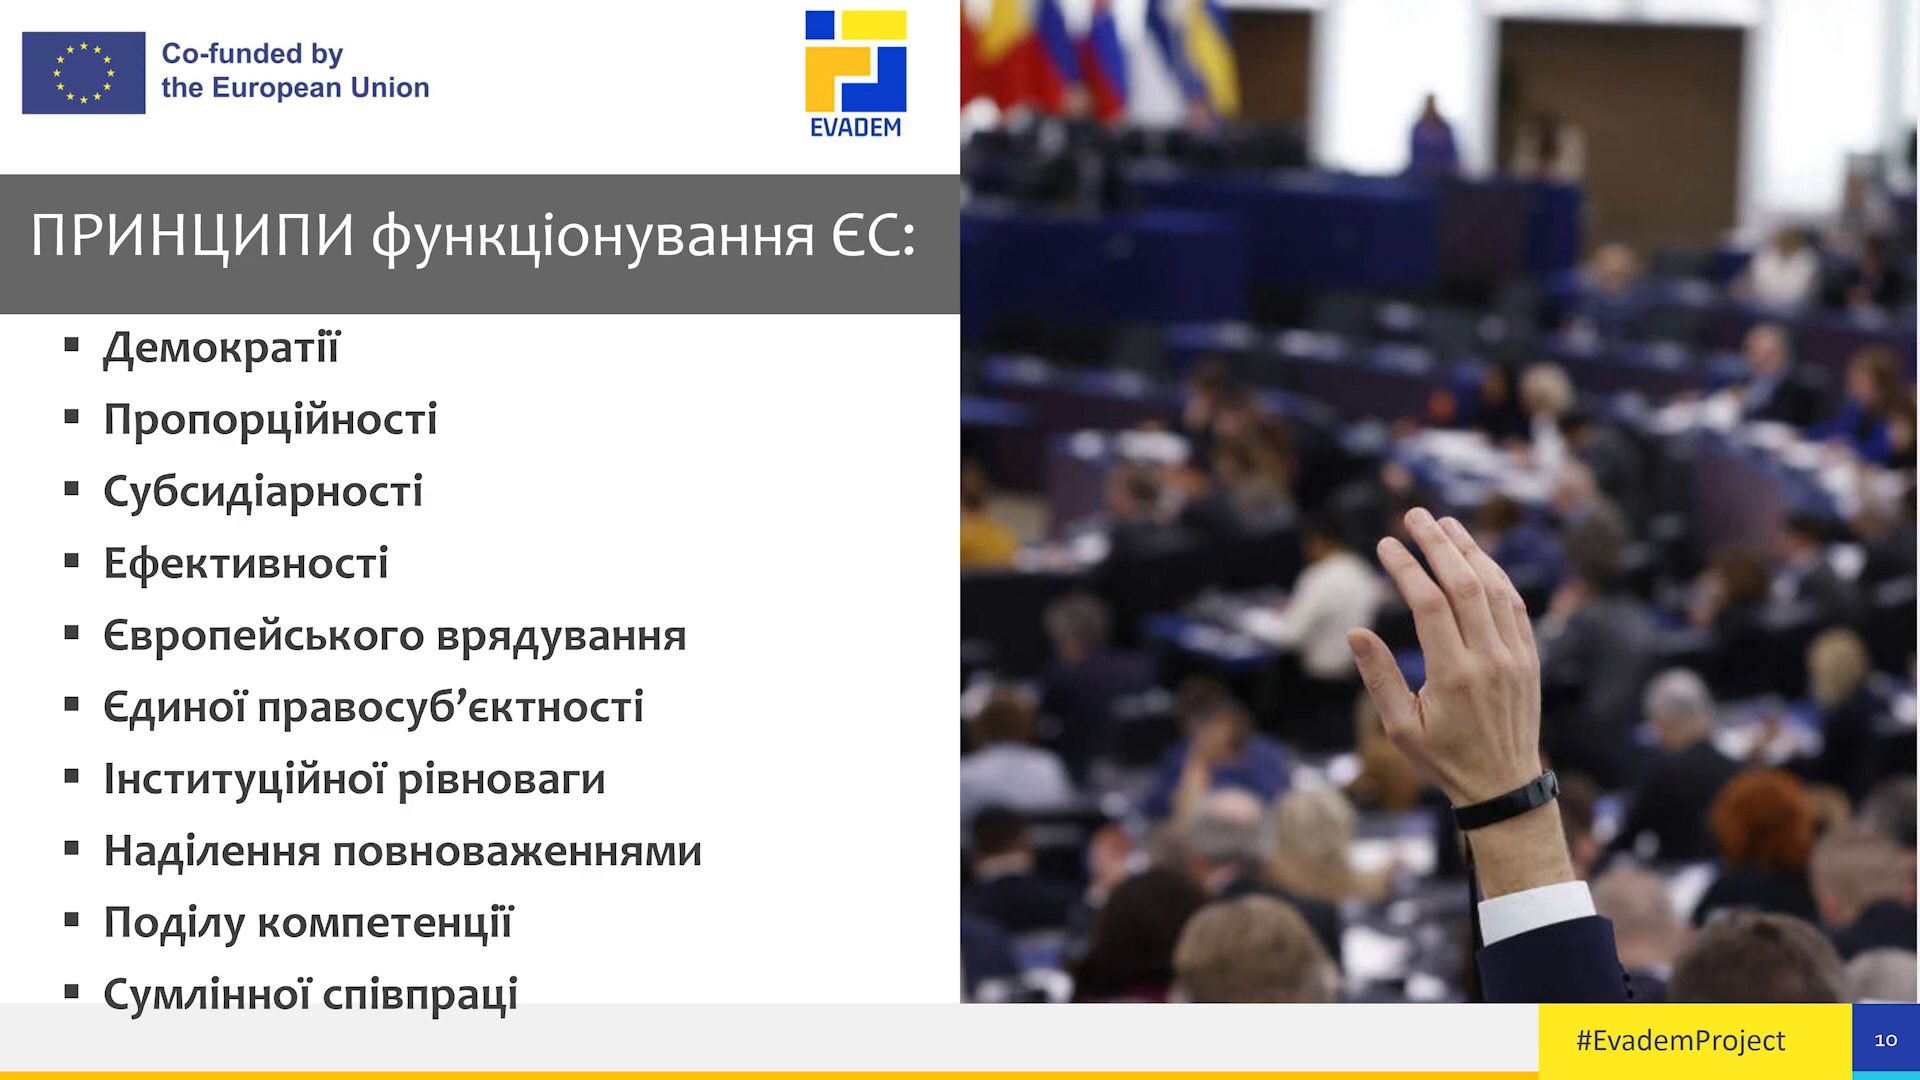 Co-funded by
the European Union
EVADEM
ПРИНЦИПИ функціонування ЄС:
▪ Демократії
▪ Пропорційності
▪ Субсидіарності
▪ Ефективності
▪ Європейського врядування
▪ Єдиної правосуб’єктності
▪ Інституційної рівноваги
▪ Наділення повноваженнями
▪ Поділу компетенції
▪ Сумлінної співпраці
#EvademProject
10